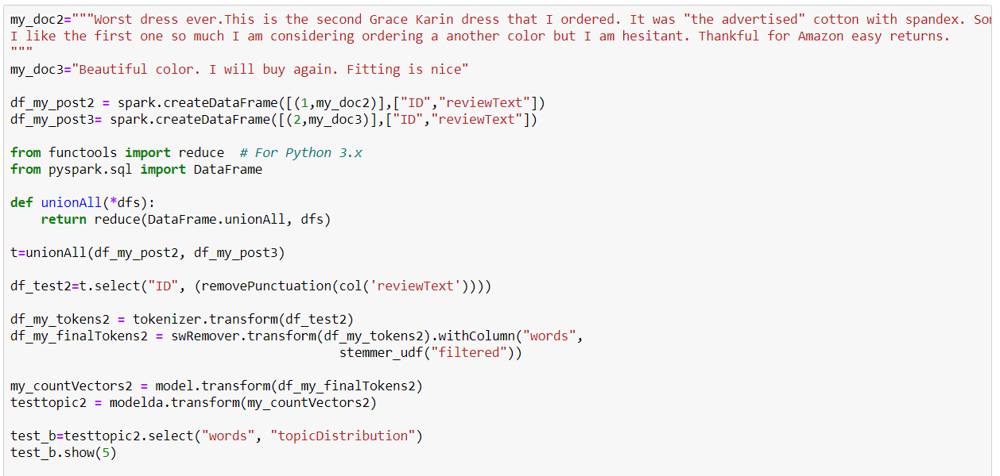 my_doc2="""Worst dress ever.This is the second Grace Karin dress that I ordered. It was "the advertised" cotton with spandex.
I like the first one so much I am considering ordering a another color but I am hesitant. Thankful for Amazon easy returns.
"""
my_doc3="Beautiful color. I will buy again. Fitting is nice"
df_my_post2 = spark.createDataFrame([(1,my_doc2)],["ID","reviewText"])
df_my_post3= spark.createDataFrame([(2,my_doc3)],["ID","reviewText"])
from functools import reduce  # For Python 3.x
from pyspark.sql import DataFrame
def unionAll(*dfs):
    return reduce(DataFrame.unionAll, dfs)
t=unionAll(df_my_post2, df_my_post3)
df_test2=t.select("ID", (removePunctuation(col('reviewText'))))
df_my_tokens2 = tokenizer.transform(df_test2)
df_my_finalTokens2 = swRemover.transform(df_my_tokens2).withColumn("words",
                                           stemmer_udf("filtered"))
my_countVectors2 = model.transform(df_my_finalTokens2)
testtopic2 = modelda.transform(my_countVectors2)
test_b=testtopic2.select("words", "topicDistribution")
test_b.show(5)